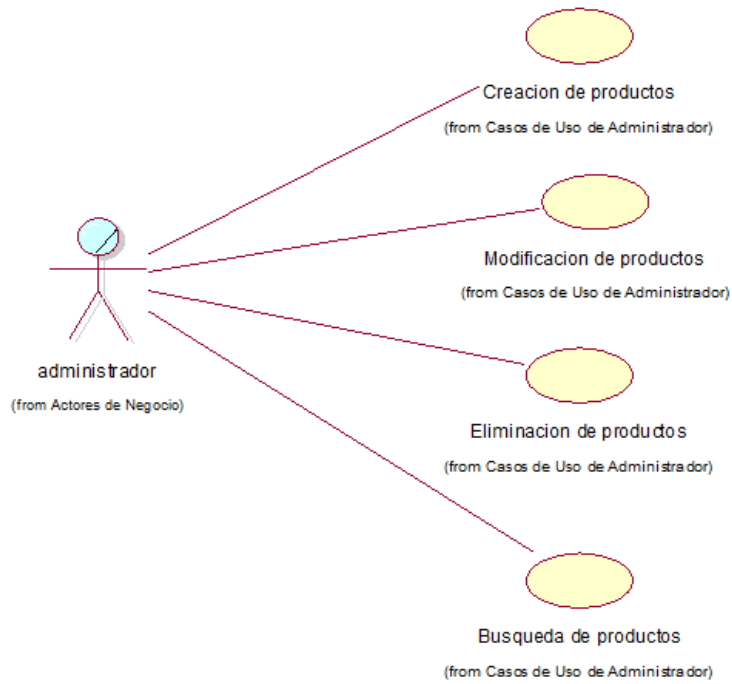 Creacion de productos
(from Casos de Uso de Administrador)
Modificacion de productos
(from Casos de Uso de Administrador)
administrador
(from Actores de Negocio)
Eliminacion de productos
(from Casos de Uso de Administrador)
Busqueda de productos
(from Casos de Uso de Administrador)